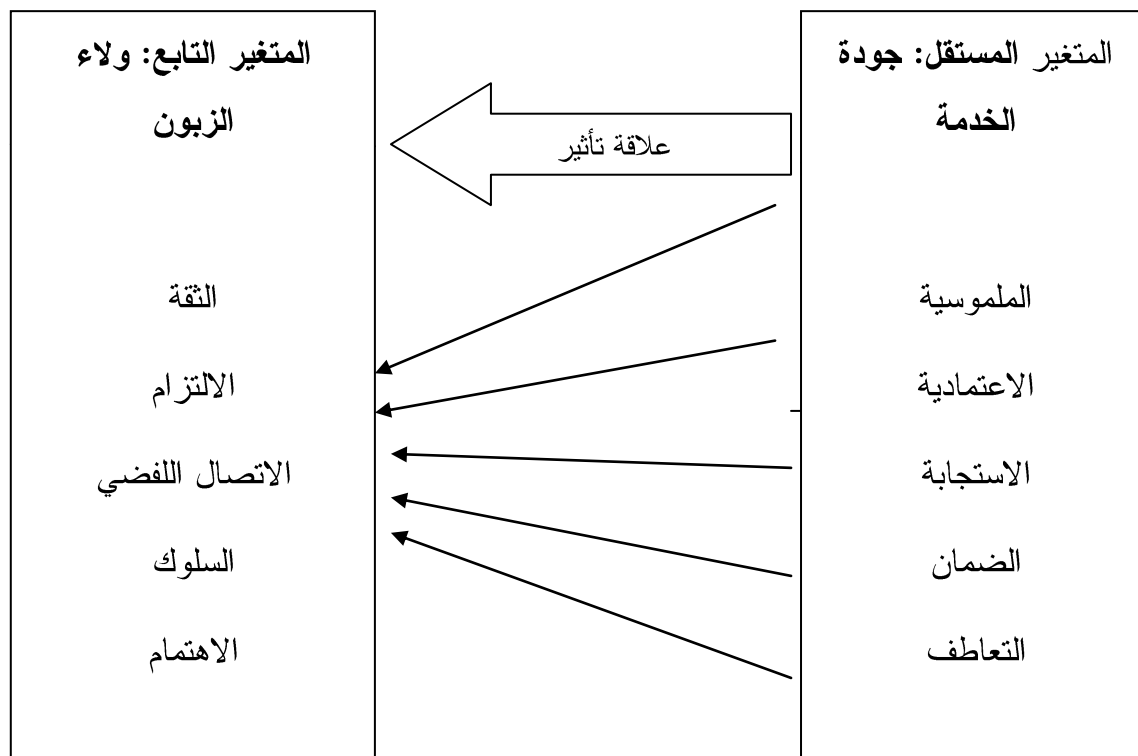 المتغير المستقل: جودة
الخدمة
الملموسية
الاعتمادية
الاستجابة
الضمان
التعاطف
علاقة تأثير
المتغير التابع: ولاء
الزبون
الثقة
الالتزام
الاتصال اللفضي
السلوك
الاهتمام